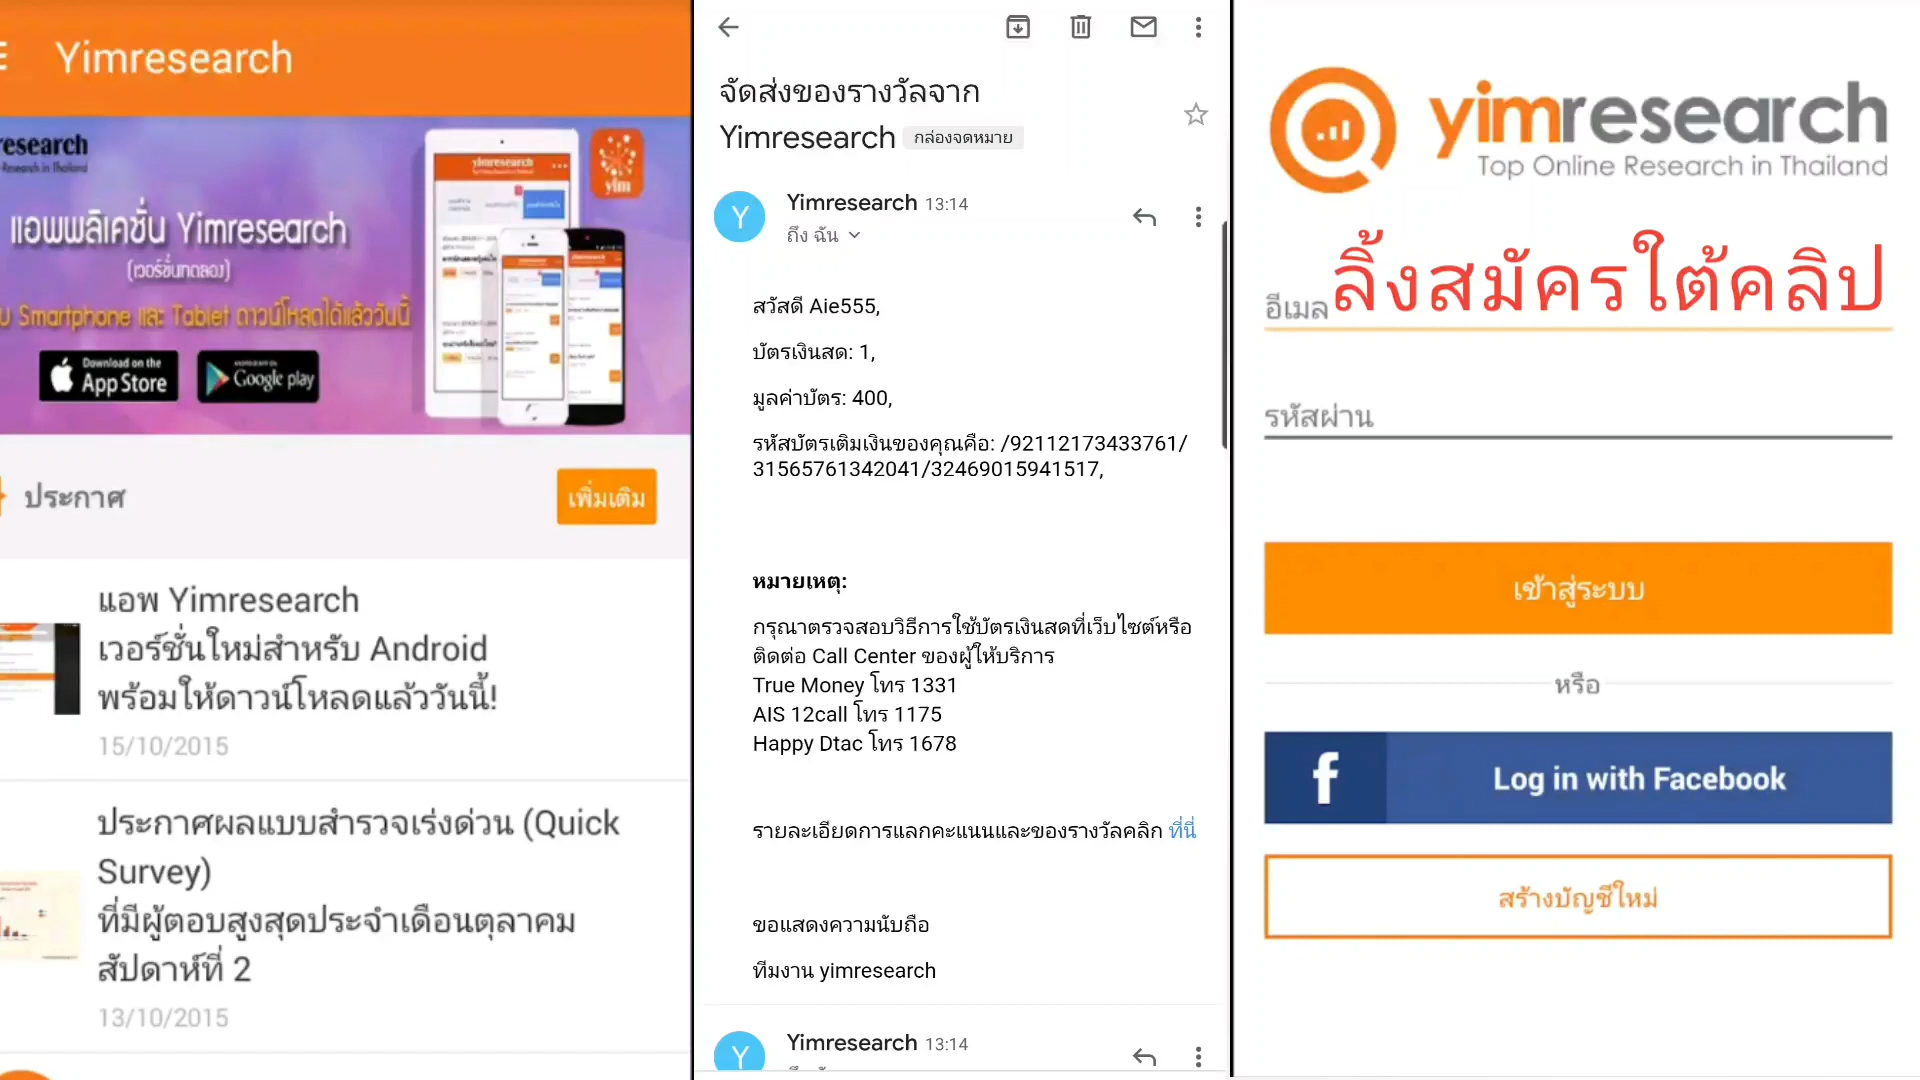 Yimresearch
research
แอพพลิเคชั่น Yimresearch
(เวอร์ชั่นทดลอง)
Smartphone และ Tablet ดาวน์โหลดได้แล้ววันนี้
Download on the
App Store
Google play
yimresearch
yim
ประกาศ
เพิ่มเติม
แอพ Yimresearch
เวอร์ชั่นใหม่สำหรับ Android
พร้อมให้ดาวน์โหลดแล้ววันนี้!
15/10/2015
ประกาศผลแบบสำรวจเร่งด่วน (Quick
Survey)
ที่มีผู้ตอบสูงสุดประจำเดือนตุลาคม
สัปดาห์ที่ 2
13/10/2015
จัดส่งของรางวัลจาก
Yimresearch กล่องจดหมาย
Y
Yimresearch 13:14
ถึง ฉัน
สวัสดี Aie555,
บัตรเงินสด: 1,
มูลค่าบัตร: 400,
รหัสบัตรเติมเงินของคุณคือ: /92112173433761/
31565761342041/32469015941517,
หมายเหตุ:
กรุณาตรวจสอบวิธีการใช้บัตรเงินสดที่เว็บไซต์หรือ
ติดต่อ Call Center ของผู้ให้บริการ
True Money โทร 1331
AIS 12call โทร 1175
Happy Dtac โทร 1678
รายละเอียดการแลกคะแนนและของรางวัลคลิก ที่นี่
ขอแสดงความนับถือ
ทีมงาน yimresearch
Y
Yimresearch 13:14
yimresearch
Top Online Research in Thailand
ลิ้งสมัครใต้คลิป
อีเมล
รหัสผ่าน
เข้าสู่ระบบ
หรือ
f
Log in with Facebook
สร้างบัญชีใหม่